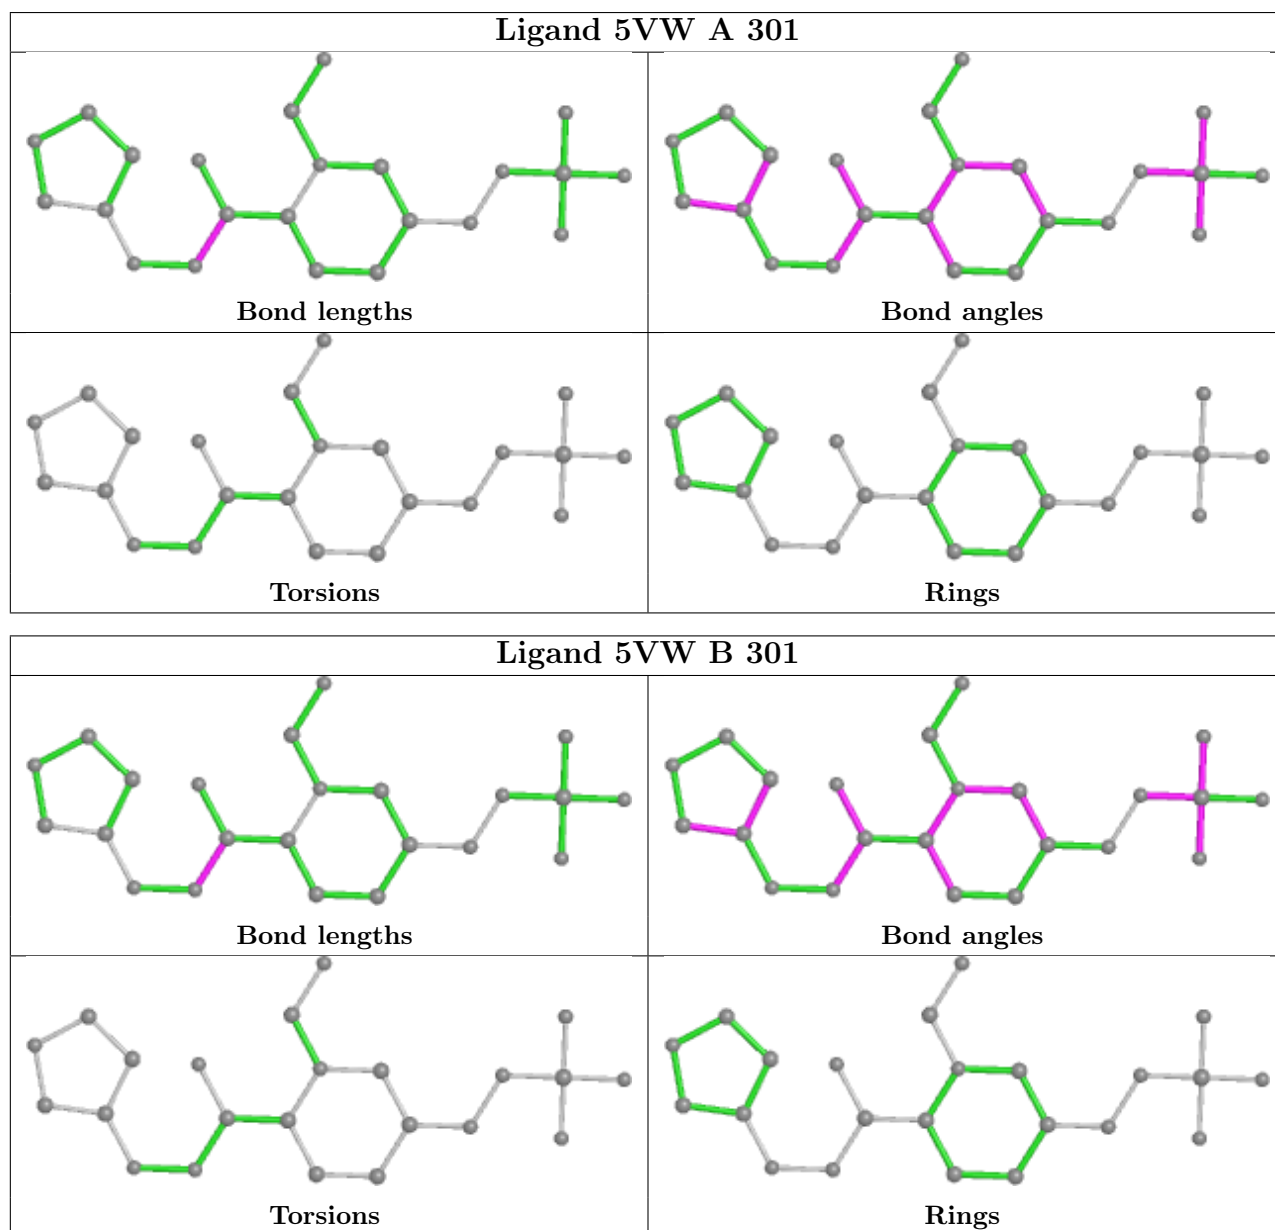 Ligand 5VW A 301
Bond lengths
Bond angles
Torsions
Rings
Ligand 5VW B 301
Bond lengths
Bond angles
Torsions
Rings